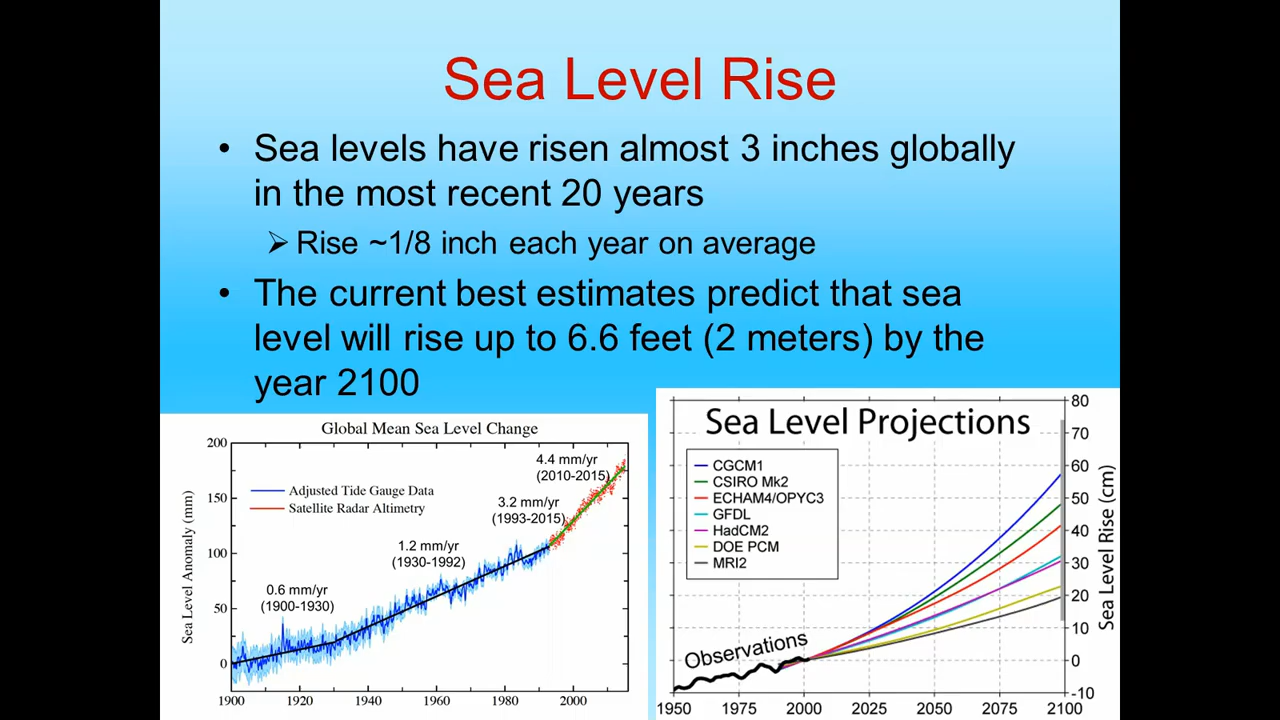 Sea Level Rise
• Sea levels have risen almost 3 inches globally
in the most recent 20 years
➢ Rise ~1/8 inch each year on average
• The current best estimates predict that sea
level will rise up to 6.6 feet (2 meters) by the
year 2100
Global Mean Sea Level Change
200
150
100
50
0
Sea Level Anomaly (mm)
Adjusted Tide Gauge Data
Satellite Radar Altimetry
4.4 mm/yr
(2010-2015)
3.2 mm/yr
(1993-2015)
1.2 mm/yr
(1930-1992)
0.6 mm/yr
(1900-1930)
1900 1920 1940 1960 1980 2000
Sea Level Projections
CGCM1
CSIRO Mk2
ECHAM4/OPYC3
GFDL
HadCM2
DOE PCM
MRI2
Observations
80
70
60
50
40
30
20
10
0
-10
Sea Level Rise (cm)
1950 1975 2000 2025 2050 2075 2100